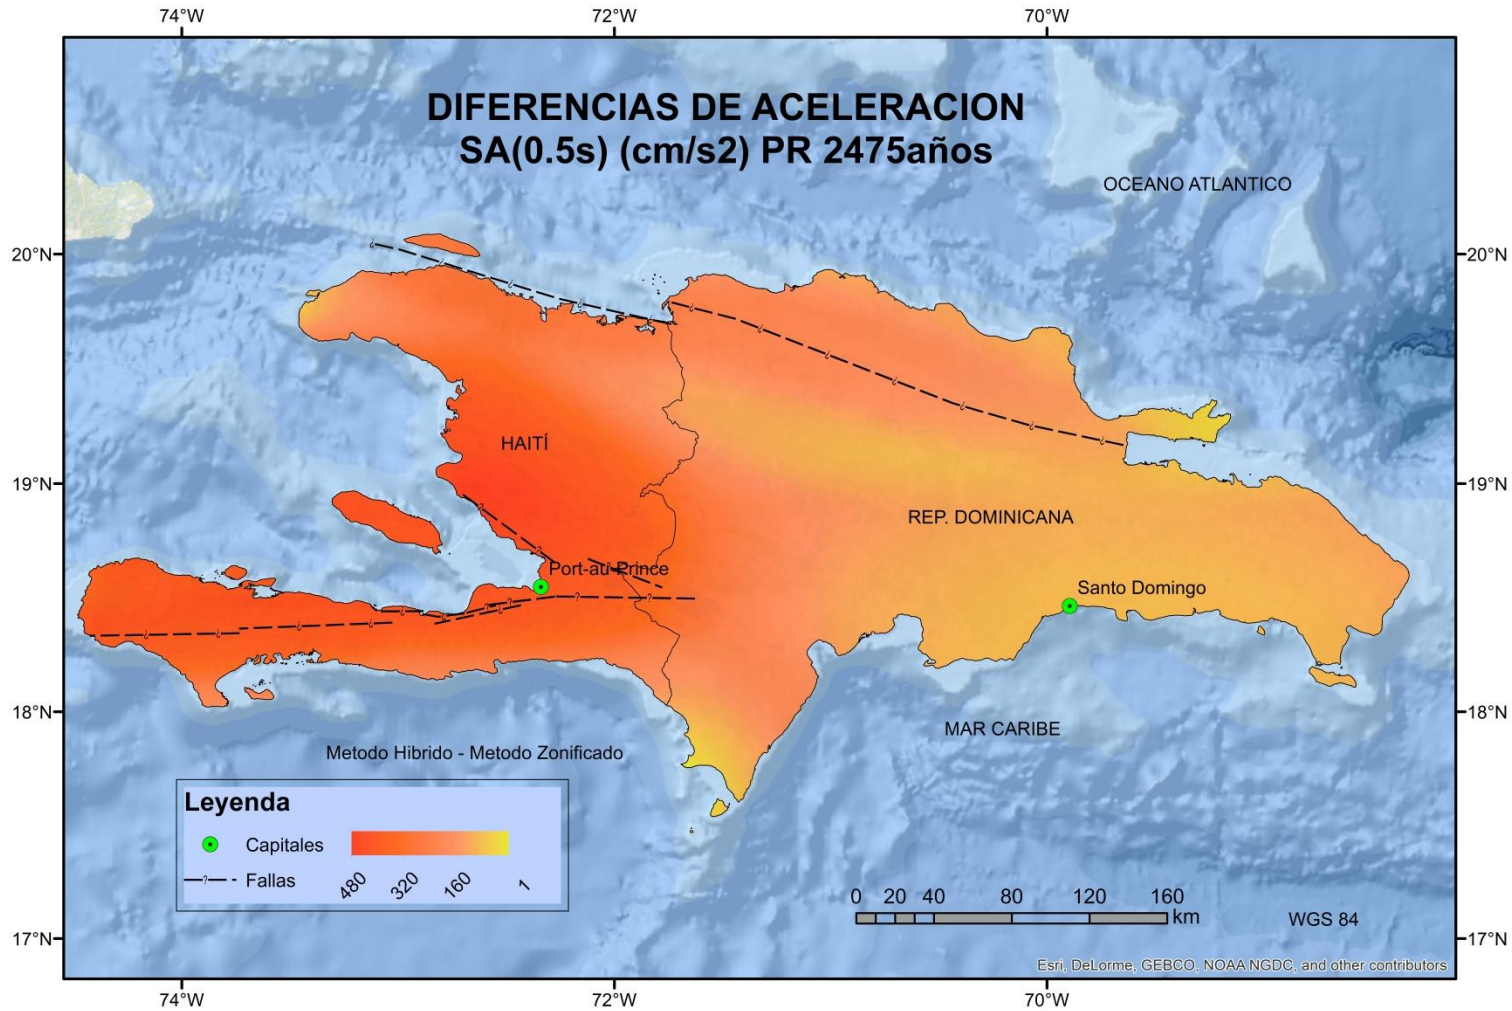 74°W 72°W 70°W
DIFERENCIAS DE ACELERACION
SA(0.5s) (cm/s2) PR 2475años
OCEANO ATLANTICO
20°N 20°N
HAITÍ
19°N 19°N
REP. DOMINICANA
Port-au-Prince
Santo Domingo
18°N 18°N
MAR CARIBE
Metodo Hibrido - Metodo Zonificado
Leyenda
Capitales
480 320 160 1
Fallas
0 20 40 80 120 160
km
WGS 84
17°N 17°N
Esri, DeLorme, GEBCO, NOAA NGDC, and other contributors
74°W 72°W 70°W